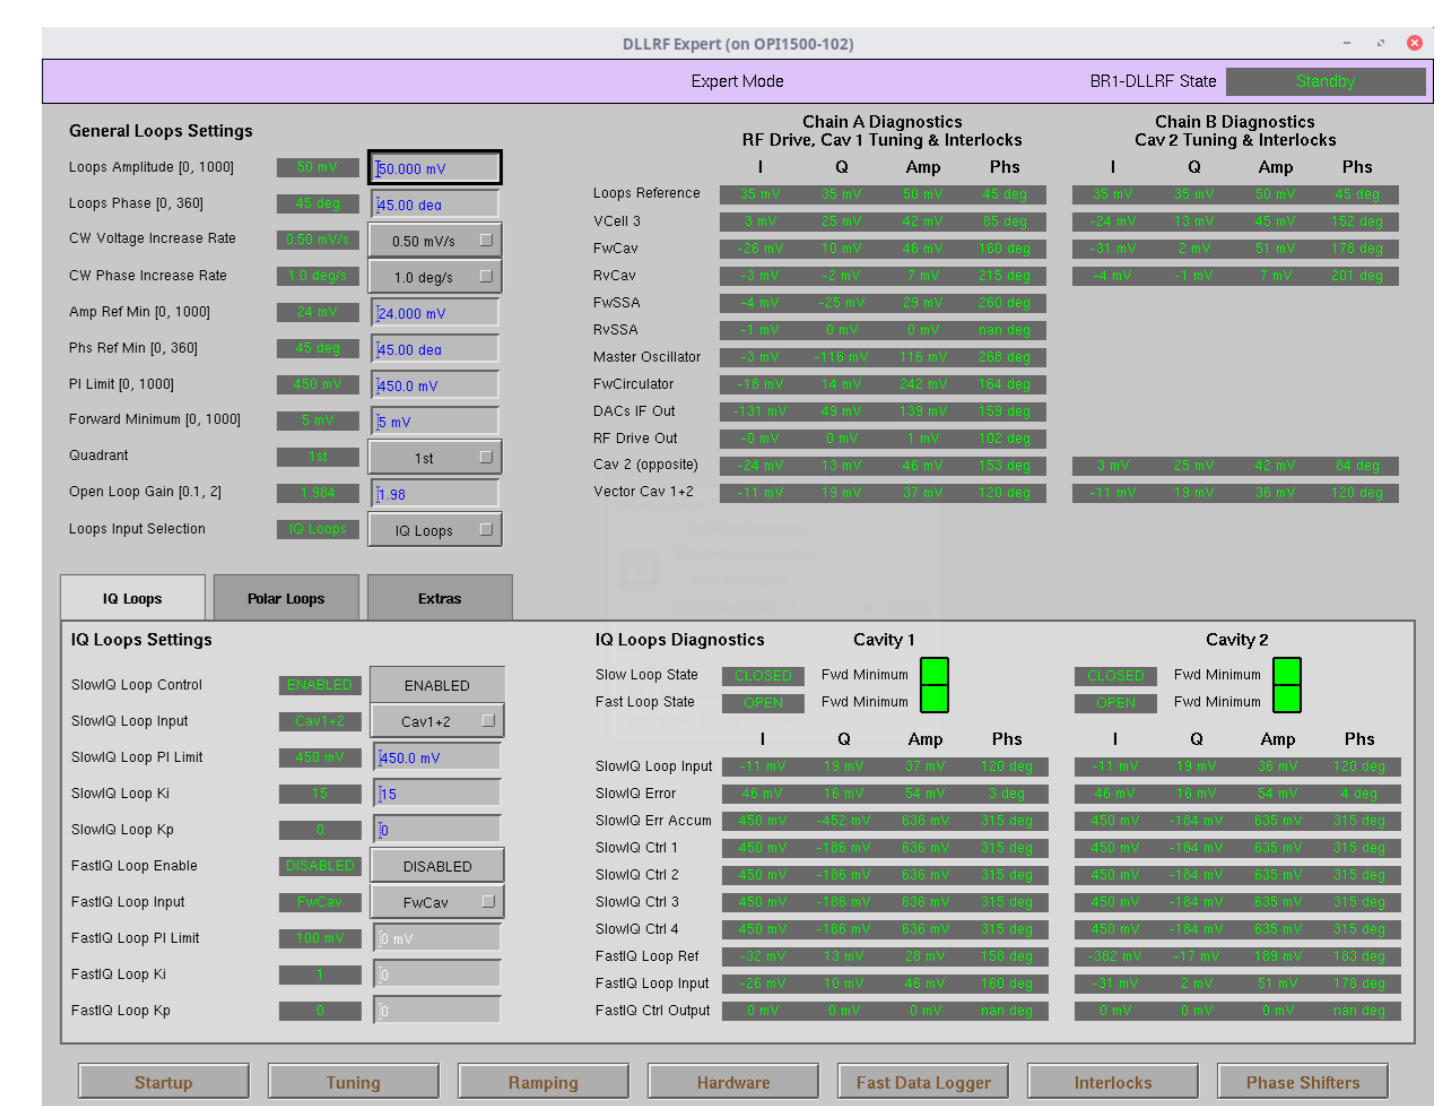 DLLRF Expert (on OPI1500-102)
Expert Mode BR1-DLLRF State Standby
General Loops Settings
Loops Amplitude [0, 1000] 50 mV 50.000 mV
Loops Phase [0, 360] 45 deg 45.00 deg
CW Voltage Increase Rate 0.50 mV/s 0.50 mV/s
CW Phase Increase Rate 1.0 deg/s 1.0 deg/s
Amp Ref Min [0, 1000] 24 mV 24.000 mV
Phs Ref Min [0, 360] 45 deg 45.00 deg
PI Limit [0, 1000] 450 mV 450.0 mV
Forward Minimum [0, 1000] 5 mV 5 mV
Quadrant 1st 1st
Open Loop Gain [0.1, 2] 1.984 1.98
Loops Input Selection IQ Loops IQ Loops
Chain A Diagnostics
RF Drive, Cav 1 Tuning & Interlocks
Chain B Diagnostics
Cav 2 Tuning & Interlocks
I Q Amp Phs I Q Amp Phs
Loops Reference 35 mV 35 mV 50 mV 45 deg 35 mV 35 mV 50 mV 45 deg
VCell 3 3 mV 25 mV 42 mV 85 deg -24 mV 13 mV 45 mV 152 deg
FwCav -26 mV 10 mV 46 mV 160 deg -31 mV 2 mV 51 mV 178 deg
RvCav -3 mV -2 mV 7 mV 215 deg -4 mV -1 mV 7 mV 201 deg
FwSSA -4 mV -25 mV 29 mV 260 deg
RvSSA -1 mV 0 mV 0 mV nan deg
Master Oscillator -3 mV -116 mV 116 mV 268 deg
FwCirculator -18 mV 14 mV 242 mV 164 deg
DACs IF Out -131 mV 49 mV 139 mV 159 deg
RF Drive Out -0 mV 0 mV 1 mV 102 deg
Cav 2 (opposite) -24 mV 13 mV 46 mV 153 deg 3 mV 25 mV 42 mV 84 deg
Vector Cav 1+2 -11 mV 19 mV 37 mV 120 deg -11 mV 19 mV 36 mV 120 deg
IQ Loops Polar Loops Extras
IQ Loops Settings
SlowIQ Loop Control ENABLED ENABLED
SlowIQ Loop Input Cav1+2 Cav1+2
SlowIQ Loop PI Limit 450 mV 450.0 mV
SlowIQ Loop Ki 15 15
SlowIQ Loop Kp 0 0
FastIQ Loop Enable DISABLED DISABLED
FastIQ Loop Input FwCav FwCav
FastIQ Loop PI Limit 100 mV 0 mV
FastIQ Loop Ki 1 0
FastIQ Loop Kp 0 0
IQ Loops Diagnostics Cavity 1 Cavity 2
Slow Loop State CLOSED Fwd Minimum CLOSED Fwd Minimum
Fast Loop State OPEN Fwd Minimum OPEN Fwd Minimum
I Q Amp Phs I Q Amp Phs
SlowIQ Loop Input -11 mV 19 mV 37 mV 120 deg -11 mV 19 mV 36 mV 120 deg
SlowIQ Error 46 mV 16 mV 54 mV 3 deg 46 mV 16 mV 54 mV 4 deg
SlowIQ Err Accum 450 mV -452 mV 636 mV 315 deg 450 mV -184 mV 635 mV 315 deg
SlowIQ Ctrl 1 450 mV -186 mV 636 mV 315 deg 450 mV -184 mV 635 mV 315 deg
SlowIQ Ctrl 2 450 mV -186 mV 636 mV 315 deg 450 mV -184 mV 635 mV 315 deg
SlowIQ Ctrl 3 450 mV -186 mV 636 mV 315 deg 450 mV -184 mV 635 mV 315 deg
SlowIQ Ctrl 4 450 mV -186 mV 636 mV 315 deg 450 mV -184 mV 635 mV 315 deg
FastIQ Loop Ref -32 mV 13 mV 28 mV 158 deg -382 mV -17 mV 189 mV 183 deg
FastIQ Loop Input -26 mV 10 mV 46 mV 160 deg -31 mV 2 mV 51 mV 178 deg
FastIQ Ctrl Output 0 mV 0 mV 0 mV nan deg 0 mV 0 mV 0 mV nan deg
Startup Tuning Ramping Hardware Fast Data Logger Interlocks Phase Shifters